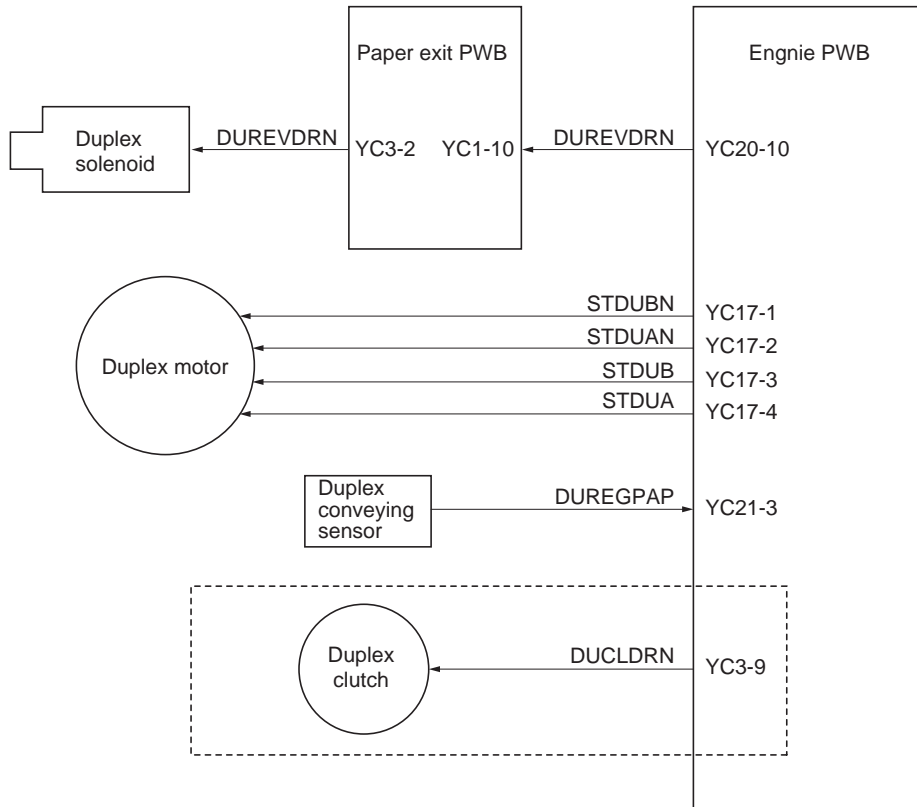 Paper exit PWB
Engnie PWB
Duplex
solenoid
DUREVDRN
YC3-2
YC1-10
DUREVDRN
YC20-10
Duplex motor
STDUBN
YC17-1
STDUAN
YC17-2
STDUB
YC17-3
STDUA
YC17-4
Duplex
conveying
sensor
DUREGPAP
YC21-3
Duplex
clutch
DUCLDRN
YC3-9